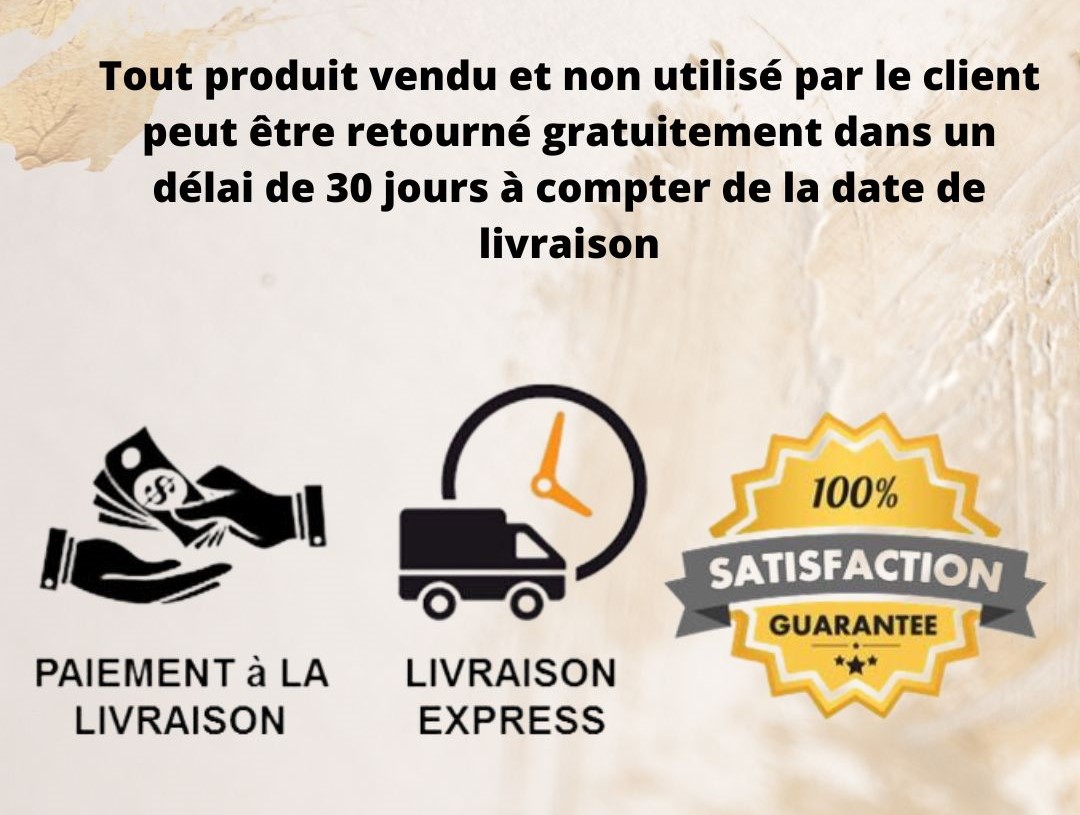 Tout produit vendu et non utilisé par le client
peut être retourné gratuitement dans un
délai de 30 jours à compter de la date de
livraison
$
PAIEMENT à LA
LIVRAISON
LIVRAISON
EXPRESS
100%
SATISFACTION
GUARANTEE